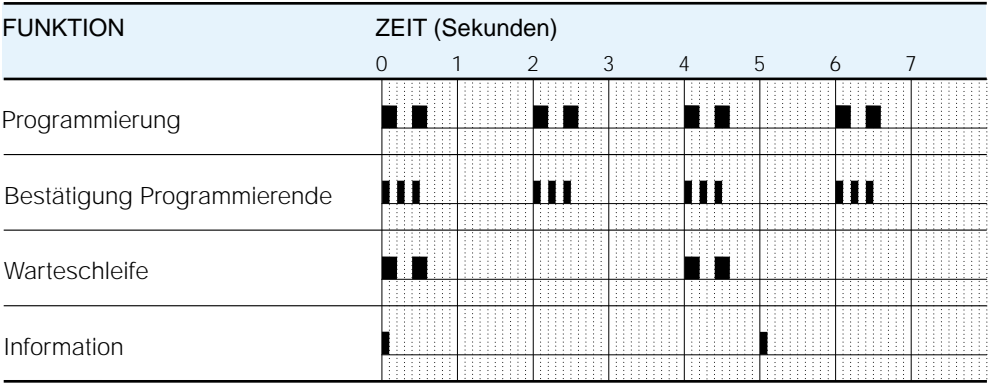 FUNKTION ZEIT (Sekunden)
0 1 2 3 4 5 6 7
Programmierung
Bestätigung Programmierende
Warteschleife
Information